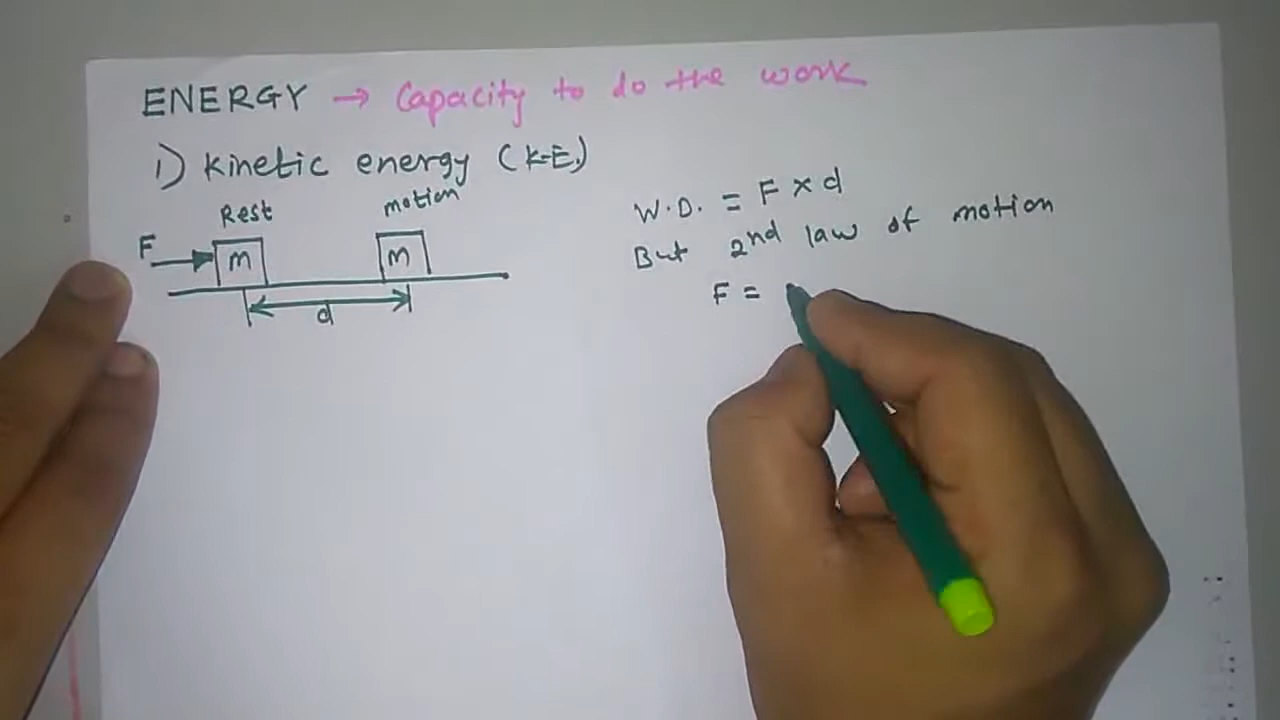 ENERGY → Capacity to do the work
1) Kinetic energy (K.E.)
Rest
motion
F
m
m
d
W.D. = F × d
But 2nd law of motion
F =